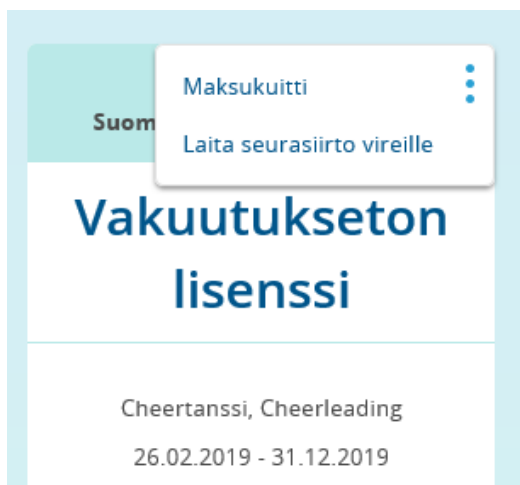 Maksukuitti
Suom
Laita seurasiirto vireille
Vakuutukseton
lisenssi
Cheertanssi, Cheerleading
26.02.2019 - 31.12.2019